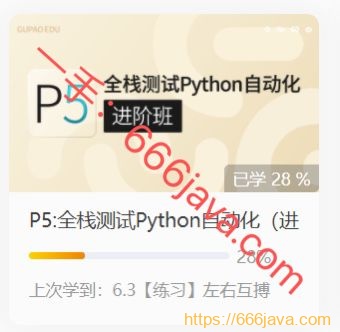 GUPAOEDU
P5
全栈测试Python自动化
进阶班
已学 28 %
P5:全栈测试Python自动化（进
28%
上次学到：6.3【练习】左右互搏
一手：666java.com
https://666java.com